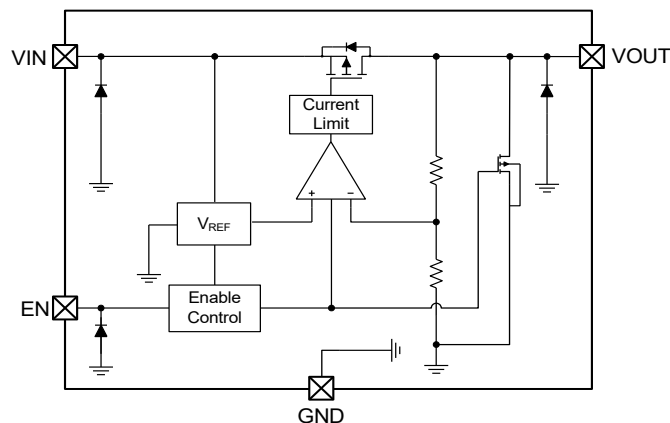 VIN
VOUT
Current
Limit
+ −
VREF
EN
Enable
Control
GND